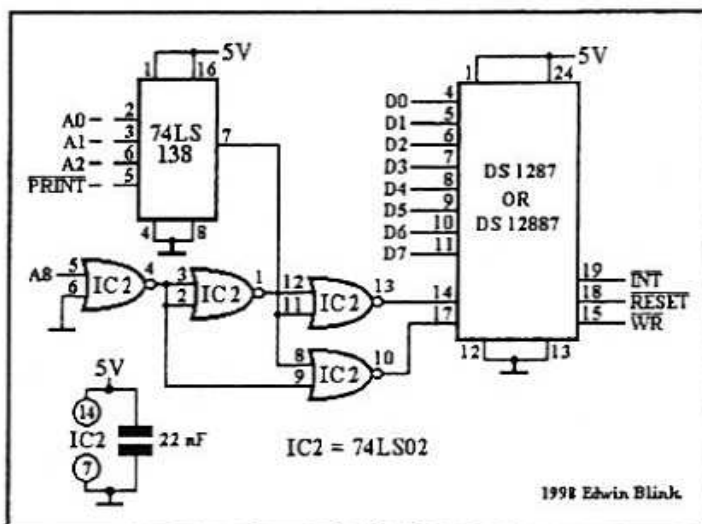 5V
1 16
A0 2
A1 3
A2 6
PRINT 5
74LS
138
7
4 8
5V
1 24
D0 4
D1 5
D2 6
D3 7
D4 8
D5 9
D6 10
D7 11
DS 1287
OR
DS 12887
19 INT
18 RESET
15 WR
14
17
12 13
A8 5
6
IC2
4
3
2
IC2
1
12
11
IC2
13
8
9
IC2
10
5V
14
IC2
7
22 nF
IC2 = 74LS02
1998 Edwin Blink